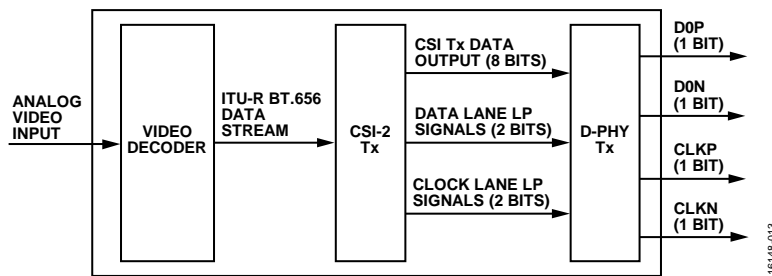 ANALOG
VIDEO
INPUT
VIDEO
DECODER
ITU-R BT.656
DATA
STREAM
CSI-2
Tx
CSI Tx DATA
OUTPUT (8 BITS)
DATA LANE LP
SIGNALS (2 BITS)
CLOCK LANE LP
SIGNALS (2 BITS)
D-PHY
Tx
D0P
(1 BIT)
D0N
(1 BIT)
CLKP
(1 BIT)
CLKN
(1 BIT)
16148-013